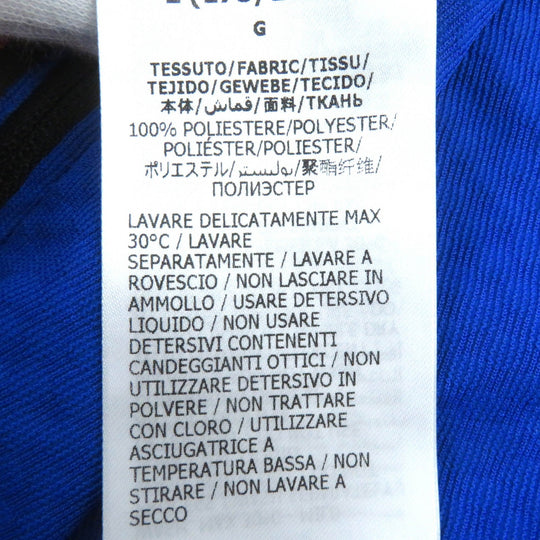 G
TESSUTO/FABRIC/TISSU/
TEJIDO/GEWEBE/TECIDO/
本体/قماش/面料/ТКАНЬ
100% POLIESTERE/POLYESTER/
POLIÉSTER/POLIESTER/
ポリエステル/بوليستر/聚酯纤维/
ПОЛИЭСТЕР
LAVARE DELICATAMENTE MAX
30°C / LAVARE
SEPARATAMENTE / LAVARE A
ROVESCIO / NON LASCIARE IN
AMMOLLO / USARE DETERSIVO
LIQUIDO / NON USARE
DETERSIVI CONTENENTI
CANDEGGIANTI OTTICI / NON
UTILIZZARE DETERSIVO IN
POLVERE / NON TRATTARE
CON CLORO / UTILIZZARE
ASCIUGATRICE A
TEMPERATURA BASSA / NON
STIRARE / NON LAVARE A
SECCO